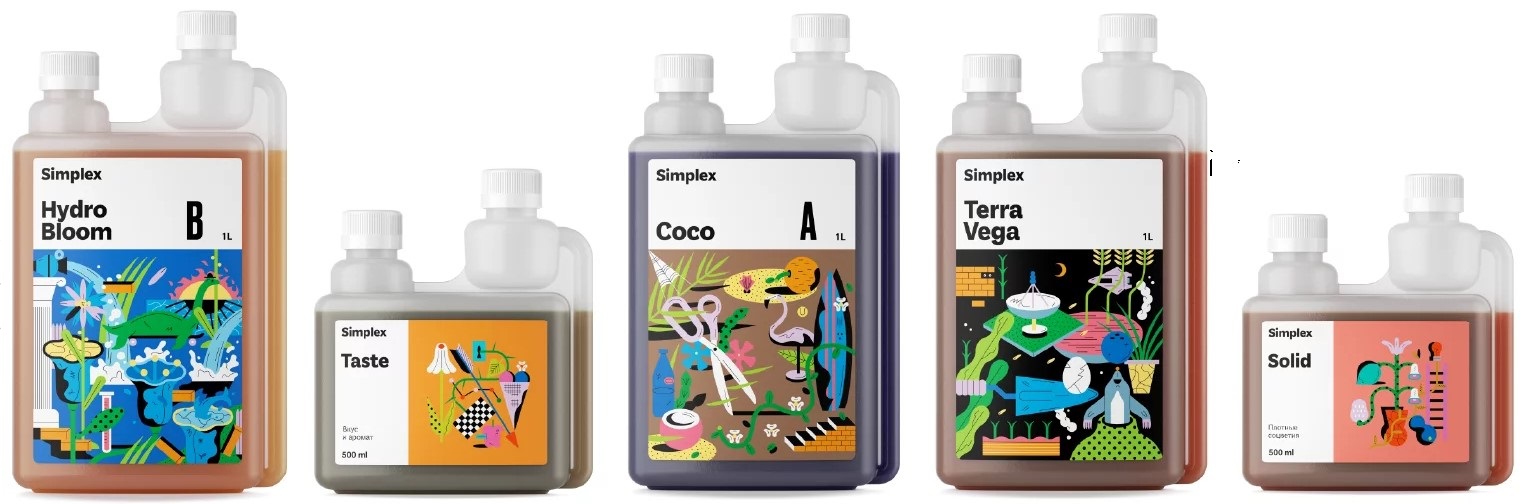 Simplex
Hydro
Bloom
B
1L
Simplex
Taste
Вкус
и аромат
500 ml
Simplex
Coco
A
1L
Simplex
Terra
Vega
1L
Simplex
Solid
Плотные
соцветия
500 ml